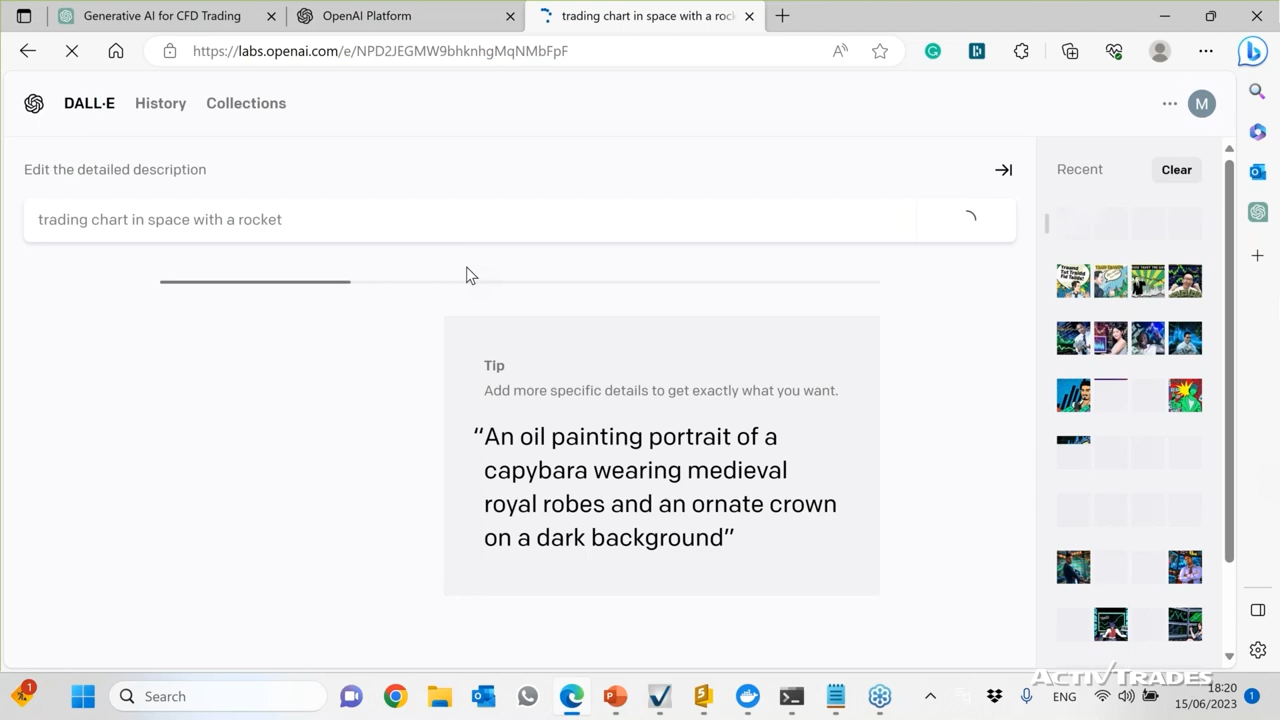 Generative AI for CFD Trading
OpenAI Platform
trading chart in space with a rock
https://labs.openai.com/e/NPD2JEGMW9bhknhgMqNMbFpF
DALL·E
History
Collections
M
Edit the detailed description
Recent
Clear
trading chart in space with a rocket
Tip
Add more specific details to get exactly what you want.
“An oil painting portrait of a
capybara wearing medieval
royal robes and an ornate crown
on a dark background”
ACTIVTRADES
1
Search
ENG
18:20
15/06/2023
1